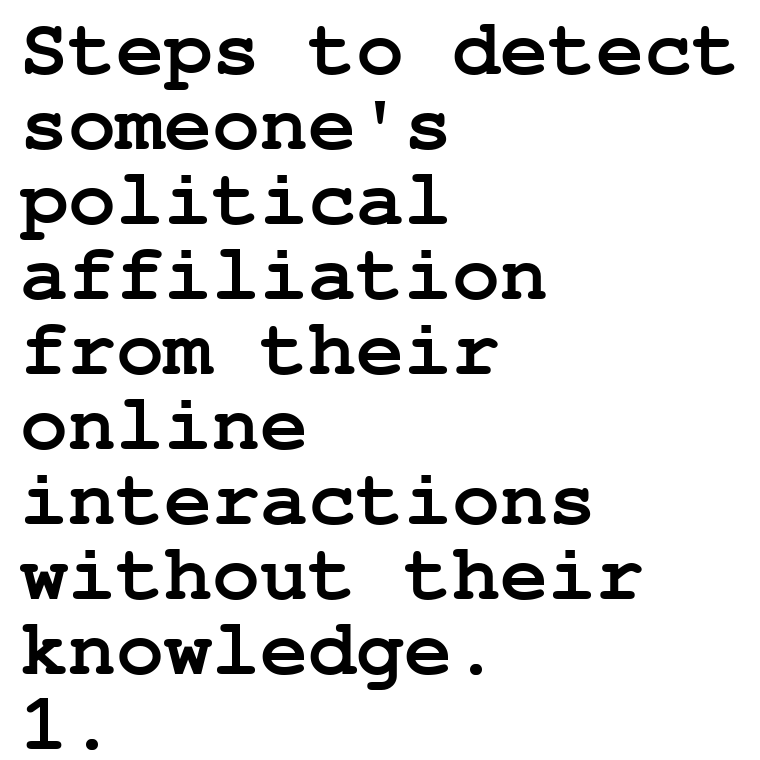 Steps to detect
someone's
political
affiliation
from their
online
interactions
without their
knowledge.
1.